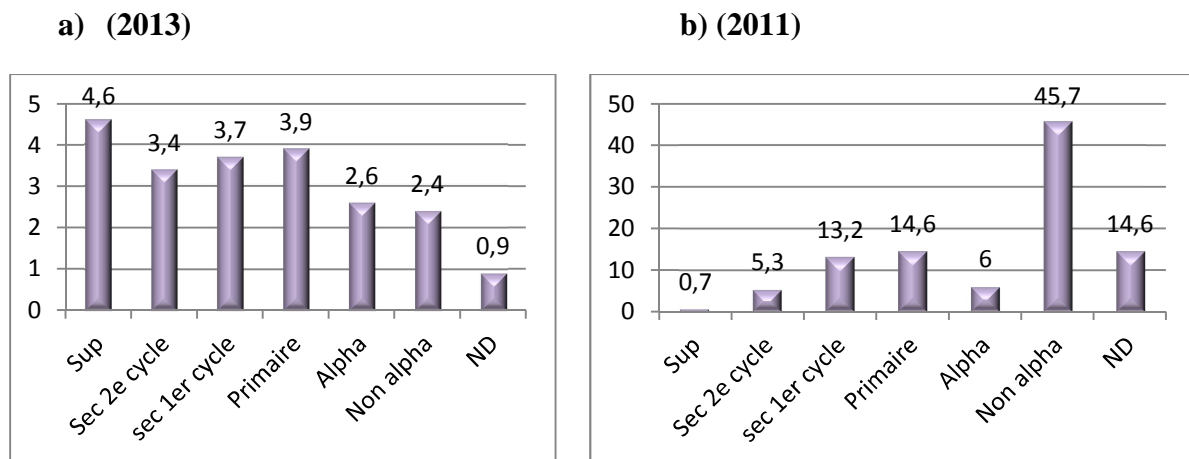 a) (2013)
5
4
3
2
1
0
4,6
3,4
3,7
3,9
2,6
2,4
0,9
Sup
Sec 2e cycle
sec 1er cycle
Primaire
Alpha
Non alpha
ND
b) (2011)
50
40
30
20
10
0
0,7
5,3
13,2
14,6
6
45,7
14,6
Sup
Sec 2e cycle
sec 1er cycle
Primaire
Alpha
Non alpha
ND